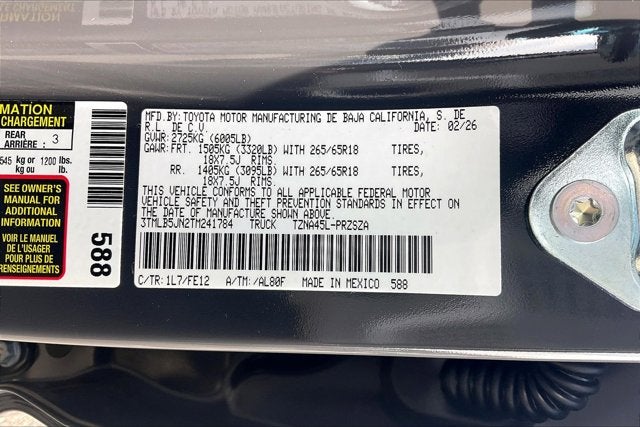 MATION
CHARGEMENT
REAR
ARRIÈRE 3
545 kg or 1200 lbs.
kg ou lb.
SEE OWNER'S
MANUAL FOR
ADDITIONAL
INFORMATION
VOIR LE MANUEL
DE L'USAGER
POUR PLUS DE
RENSEIGNEMENTS
588
MFD.BY:TOYOTA MOTOR MANUFACTURING DE BAJA CALIFORNIA, S. DE
R.L. DE C.V. DATE: 02/26
GVWR: 2725KG (6005LB)
GAWR:FRT. 1505KG (3320LB) WITH 265/65R18 TIRES,
18X7.5J RIMS.
RR. 1405KG (3095LB) WITH 265/65R18 TIRES,
18X7.5J RIMS.
THIS VEHICLE CONFORMS TO ALL APPLICABLE FEDERAL MOTOR
VEHICLE SAFETY AND THEFT PREVENTION STANDARDS IN EFFECT ON
THE DATE OF MANUFACTURE SHOWN ABOVE.
3TMLB5JN2TM241784 TRUCK TZNA45L-PRZSZA
C/TR:1L7/FE12 A/TM:/AL80F MADE IN MEXICO 588